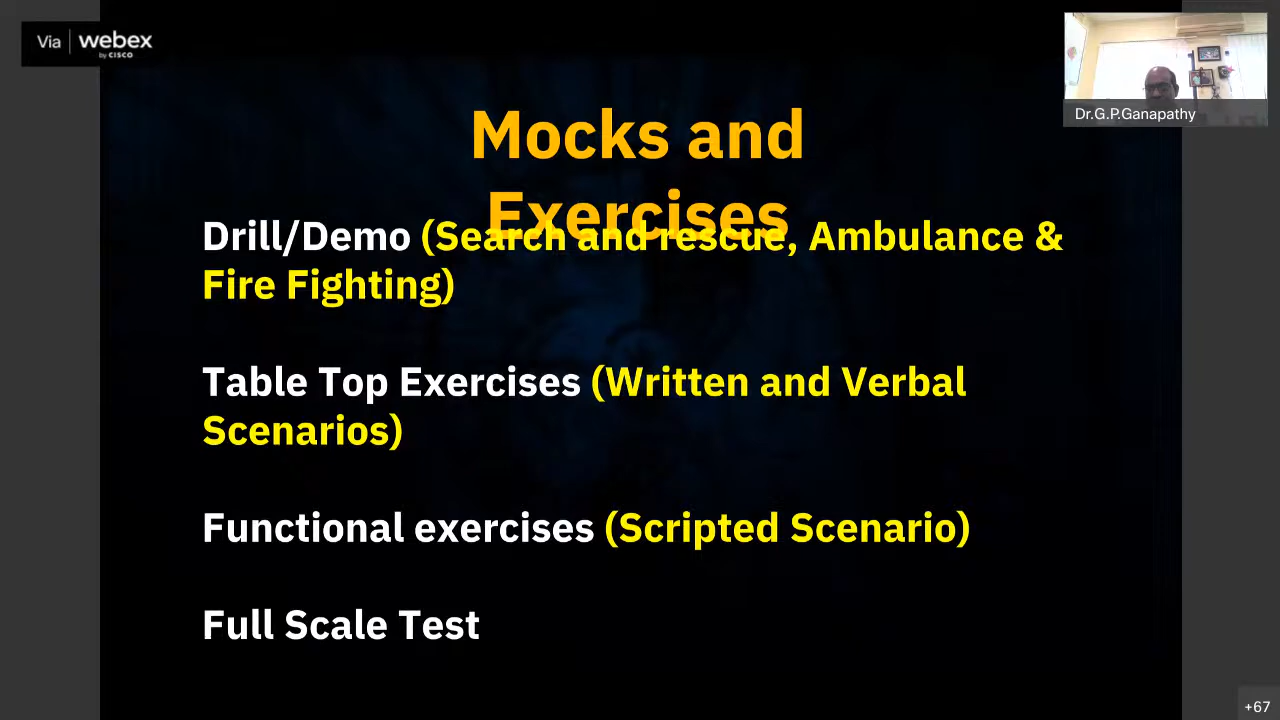 Via webex
by CISCO
Dr.G.P.Ganapathy
Mocks and
Exercises
Drill/Demo (Search and rescue, Ambulance &
Fire Fighting)
Table Top Exercises (Written and Verbal
Scenarios)
Functional exercises (Scripted Scenario)
Full Scale Test
+67